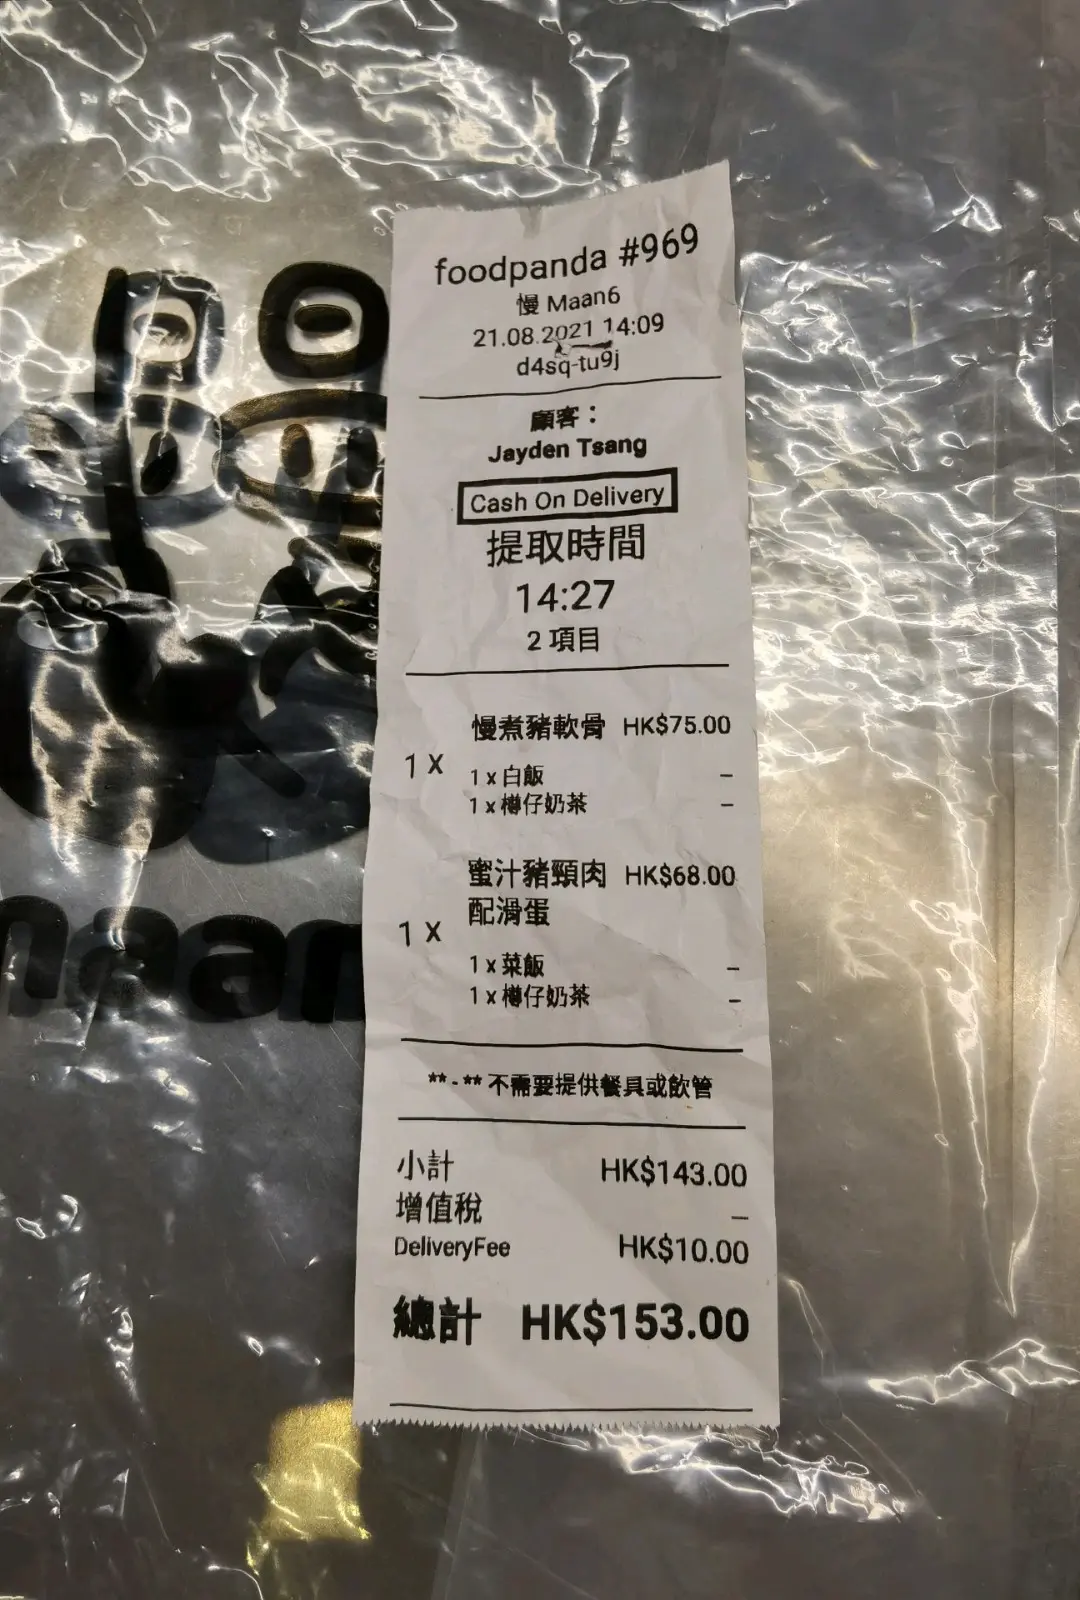 foodpanda #969
慢 Maan6
21.08.2021 14:09
d4sq-tu9j
顧客：
Jayden Tsang
Cash On Delivery
提取時間
14:27
2 項目
慢煮豬軟骨 HK$75.00
1 x
1 x 白飯 –
1 x 樽仔奶茶 –
蜜汁豬頸肉 HK$68.00
配滑蛋
1 x
1 x 菜飯 –
1 x 樽仔奶茶 –
**-** 不需要提供餐具或飲管
小計 HK$143.00
增值稅 –
DeliveryFee HK$10.00
總計 HK$153.00
慢
maan